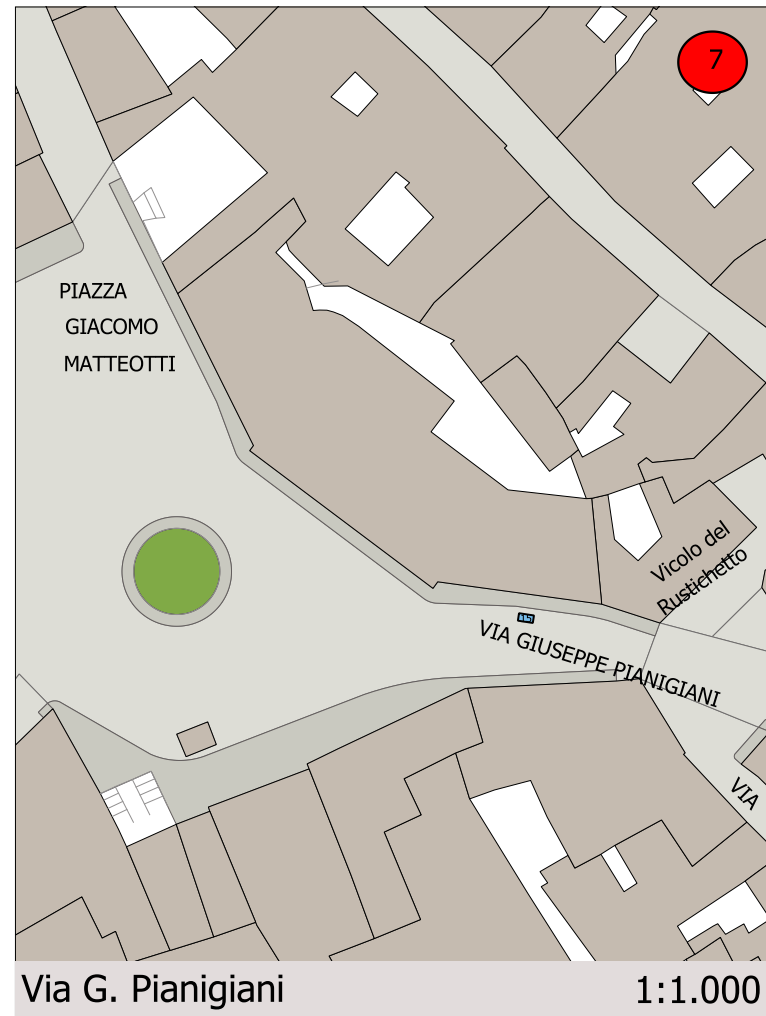 7
PIAZZA
GIACOMO
MATTEOTTI
Vicolo del
Rustichetto
VIA GIUSEPPE PIANIGIANI
VIA
Via G. Pianigiani
1:1.000